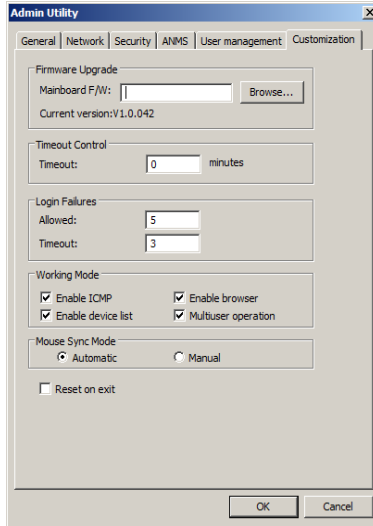 Admin Utility
General Network Security ANMS User management Customization
Firmware Upgrade
Mainboard F/W: Browse...
Current version:V1.0.042
Timeout Control
Timeout: 0 minutes
Login Failures
Allowed: 5
Timeout: 3
Working Mode
Enable ICMP Enable browser
Enable device list Multiuser operation
Mouse Sync Mode
Automatic Manual
Reset on exit
OK Cancel